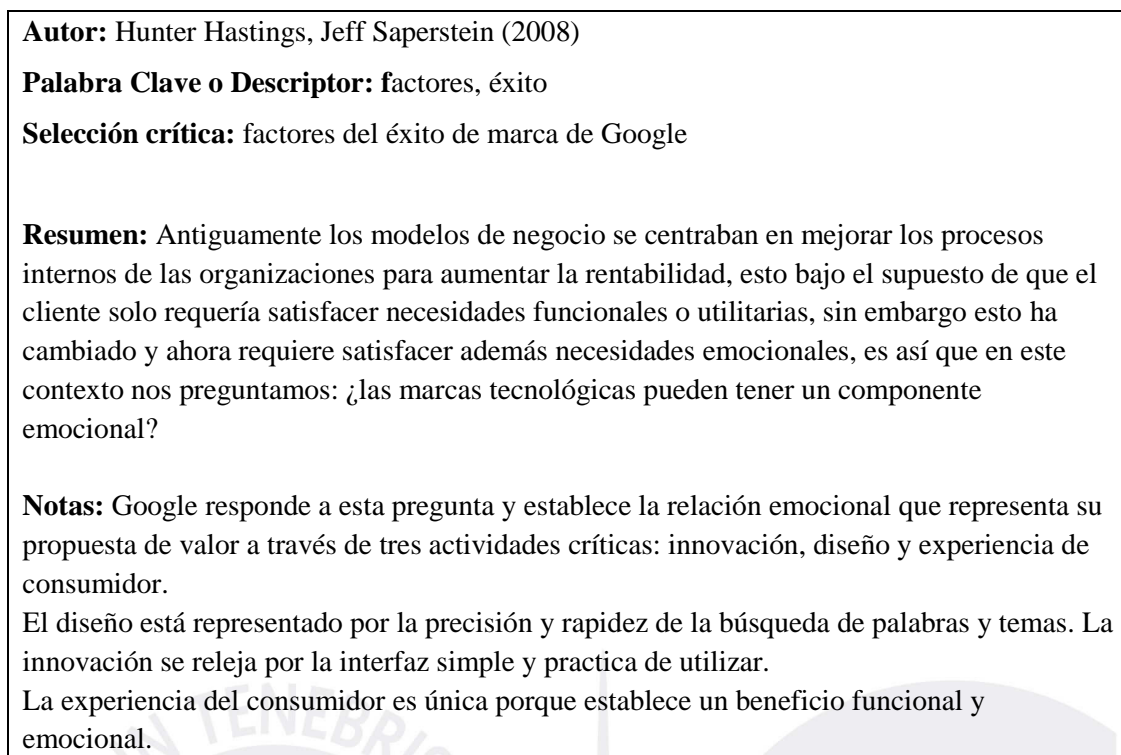 Autor: Hunter Hastings, Jeff Saperstein (2008)
Palabra Clave o Descriptor: factores, éxito
Selección crítica: factores del éxito de marca de Google
Resumen: Antiguamente los modelos de negocio se centraban en mejorar los procesos
internos de las organizaciones para aumentar la rentabilidad, esto bajo el supuesto de que el
cliente solo requería satisfacer necesidades funcionales o utilitarias, sin embargo esto ha
cambiado y ahora requiere satisfacer además necesidades emocionales, es así que en este
contexto nos preguntamos: ¿las marcas tecnológicas pueden tener un componente
emocional?
Notas: Google responde a esta pregunta y establece la relación emocional que representa su
propuesta de valor a través de tres actividades críticas: innovación, diseño y experiencia de
consumidor.
El diseño está representado por la precisión y rapidez de la búsqueda de palabras y temas. La
innovación se releja por la interfaz simple y practica de utilizar.
La experiencia del consumidor es única porque establece un beneficio funcional y
emocional.
TENEBRIS